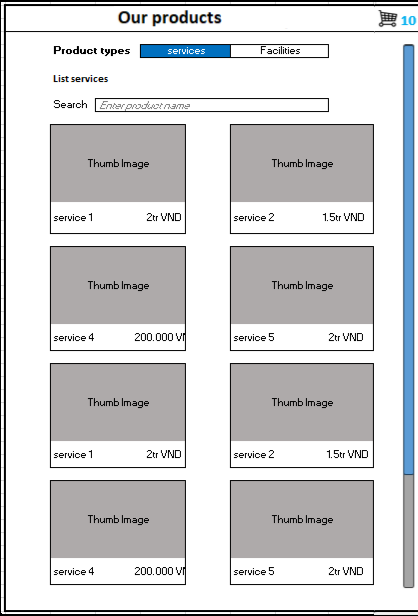 Our products 10
Product types services Facilities
List services
Search Enter product name
Thumb Image Thumb Image
service 1 2tr VND service 2 1.5tr VND
Thumb Image Thumb Image
service 4 200.000 VN service 5 2tr VND
Thumb Image Thumb Image
service 1 2tr VND service 2 1.5tr VND
Thumb Image Thumb Image
service 4 200.000 VN service 5 2tr VND